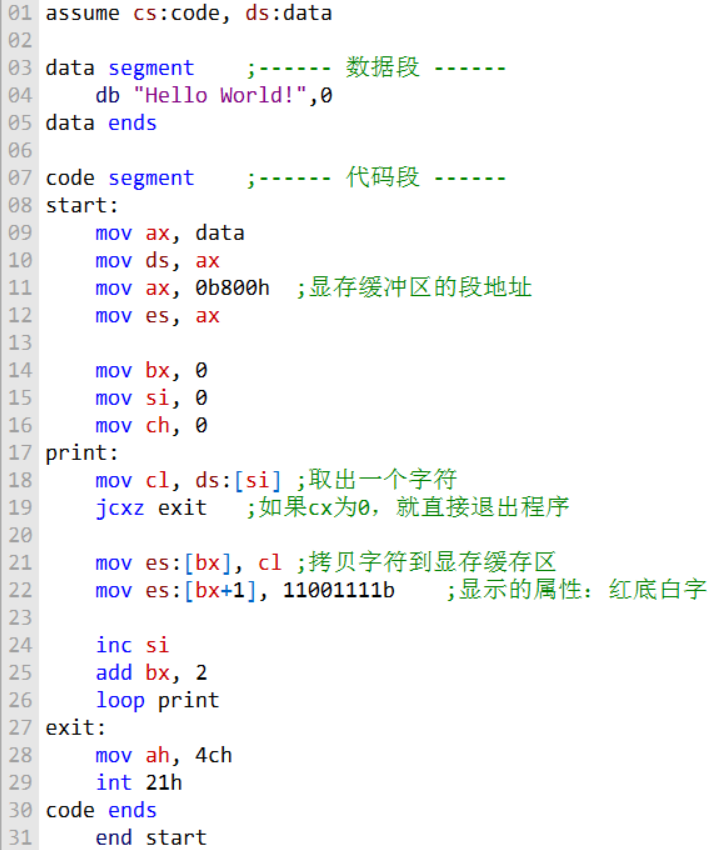 01 assume cs:code, ds:data
02
03 data segment    ;------ 数据段 ------
04     db "Hello World!",0
05 data ends
06
07 code segment    ;------ 代码段 ------
08 start:
09     mov ax, data
10     mov ds, ax
11     mov ax, 0b800h  ;显存缓冲区的段地址
12     mov es, ax
13
14     mov bx, 0
15     mov si, 0
16     mov ch, 0
17 print:
18     mov cl, ds:[si] ;取出一个字符
19     jcxz exit   ;如果cx为0，就直接退出程序
20
21     mov es:[bx], cl ;拷贝字符到显存缓存区
22     mov es:[bx+1], 11001111b    ;显示的属性：红底白字
23
24     inc si
25     add bx, 2
26     loop print
27 exit:
28     mov ah, 4ch
29     int 21h
30 code ends
31     end start